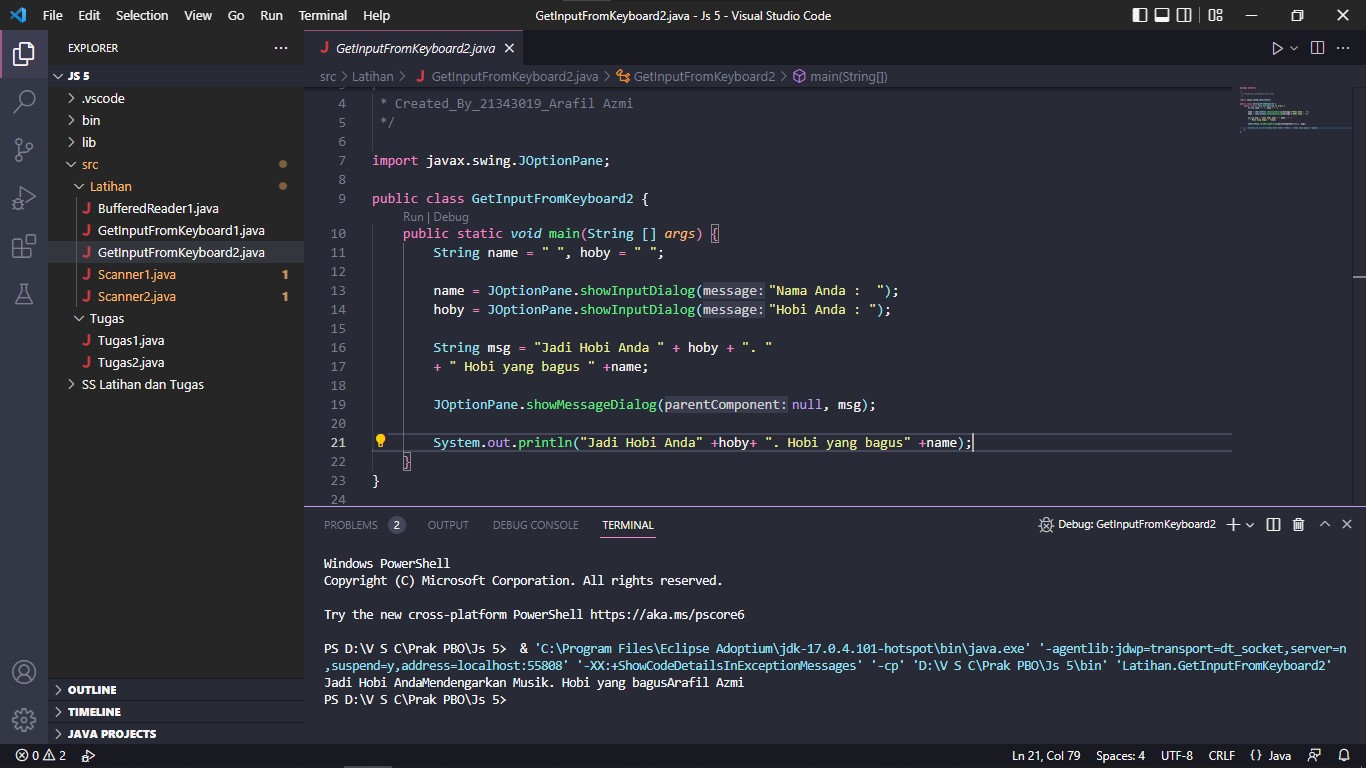 File Edit Selection View Go Run Terminal Help GetInputFromKeyboard2.java - Js 5 - Visual Studio Code
EXPLORER
JS 5
.vscode
bin
lib
src
Latihan
BufferedReader1.java
GetInputFromKeyboard1.java
GetInputFromKeyboard2.java
Scanner1.java 1
Scanner2.java 1
Tugas
Tugas1.java
Tugas2.java
SS Latihan dan Tugas
OUTLINE
TIMELINE
JAVA PROJECTS
GetInputFromKeyboard2.java
src > Latihan > GetInputFromKeyboard2.java > GetInputFromKeyboard2 > main(String[])
4 * Created_By_21343019_Arafil Azmi
5 */
6
7 import javax.swing.JOptionPane;
8
9 public class GetInputFromKeyboard2 {
Run | Debug
10 public static void main(String [] args) {
11 String name = " ", hoby = " ";
12
13 name = JOptionPane.showInputDialog(message: "Nama Anda :  ");
14 hoby = JOptionPane.showInputDialog(message: "Hobi Anda : ");
15
16 String msg = "Jadi Hobi Anda " + hoby + ". "
17 + " Hobi yang bagus " +name;
18
19 JOptionPane.showMessageDialog(parentComponent: null, msg);
20
21 System.out.println("Jadi Hobi Anda" +hoby+ ". Hobi yang bagus" +name);
22 }
23 }
24
PROBLEMS 2 OUTPUT DEBUG CONSOLE TERMINAL Debug: GetInputFromKeyboard2
Windows PowerShell
Copyright (C) Microsoft Corporation. All rights reserved.
Try the new cross-platform PowerShell https://aka.ms/pscore6
PS D:\V S C\Prak PBO\Js 5>  & 'C:\Program Files\Eclipse Adoptium\jdk-17.0.4.101-hotspot\bin\java.exe' '-agentlib:jdwp=transport=dt_socket,server=n
,suspend=y,address=localhost:55808' '-XX:+ShowCodeDetailsInExceptionMessages' '-cp' 'D:\V S C\Prak PBO\Js 5\bin' 'Latihan.GetInputFromKeyboard2'
Jadi Hobi AndaMendengarkan Musik. Hobi yang bagusArafil Azmi
PS D:\V S C\Prak PBO\Js 5>
0 2 Ln 21, Col 79 Spaces: 4 UTF-8 CRLF {} Java